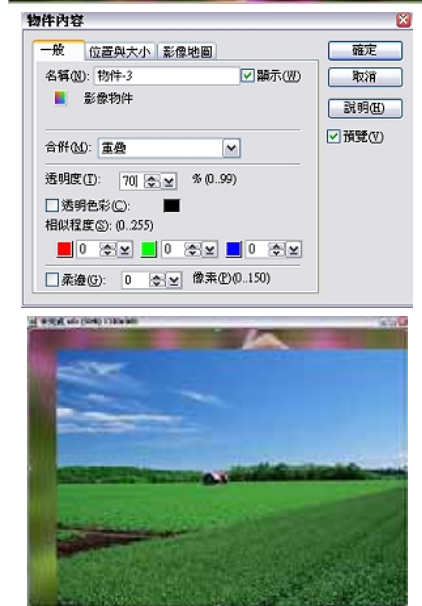 物件內容
一般 位置與大小 影像地圖
確定
名稱(N): 物件-3 顯示(W)
取消
影像物件
說明(H)
預覽(V)
合併(M): 重疊
透明度(T): 70 % (0..99)
透明色彩(C):
相似程度(S): (0..255)
0 0 0
柔邊(G): 0 像素(P)(0..150)